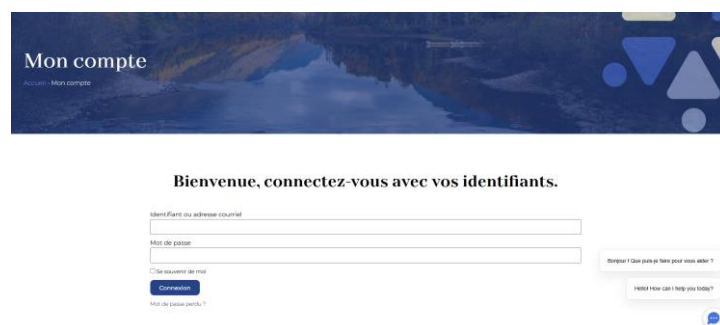 Mon compte
Accueil - Mon compte
Bienvenue, connectez-vous avec vos identifiants.
Identifiant ou adresse courriel
Mot de passe
Se souvenir de moi
Connexion
Mot de passe perdu ?
Bonjour ! Que puis-je faire pour vous aider ?
Hello! How can I help you today?